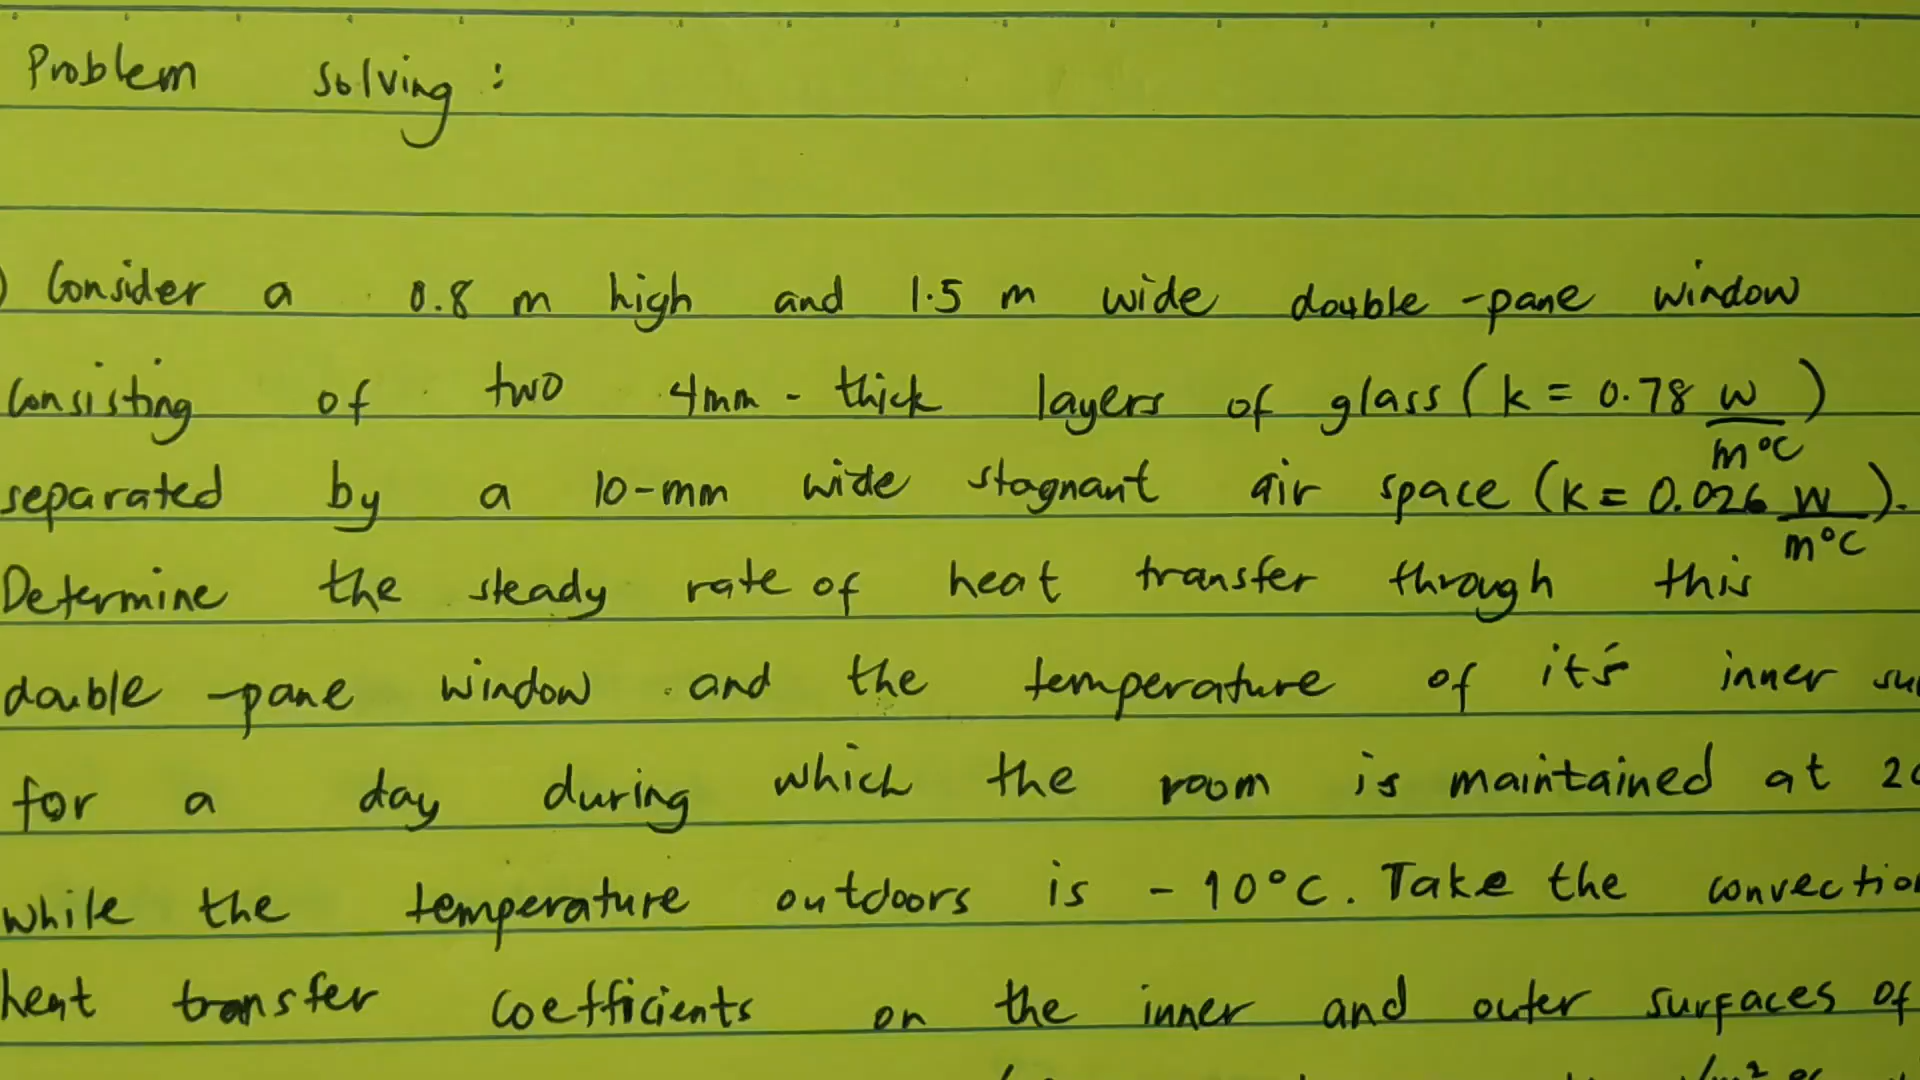 Problem solving :
) Consider a 0.8 m high and 1.5 m wide double-pane window
consisting of two 4mm - thick layers of glass ( k = 0.78 W/m°C )
separated by a 10-mm wide stagnant air space (k = 0.026 W/m°C ).
Determine the steady rate of heat transfer through this
double-pane window and the temperature of it's inner
for a day during which the room is maintained at
while the temperature outdoors is - 10°C. Take the convection
heat transfer coefficients on the inner and outer surfaces of